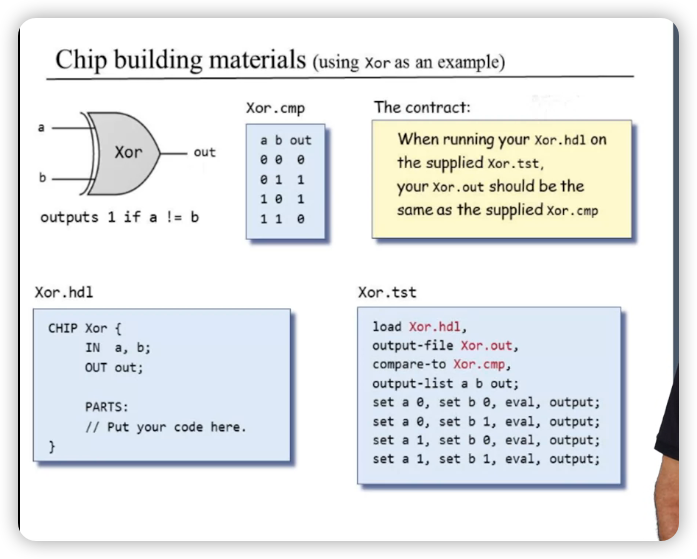 Chip building materials (using Xor as an example)
Xor.cmp
The contract:
a
Xor
out
b
outputs 1 if a != b
a b out
0 0 0
0 1 1
1 0 1
1 1 0
When running your Xor.hdl on
the supplied Xor.tst,
your Xor.out should be the
same as the supplied Xor.cmp
Xor.hdl
CHIP Xor {
IN a, b;
OUT out;
PARTS:
// Put your code here.
}
Xor.tst
load Xor.hdl,
output-file Xor.out,
compare-to Xor.cmp,
output-list a b out;
set a 0, set b 0, eval, output;
set a 0, set b 1, eval, output;
set a 1, set b 0, eval, output;
set a 1, set b 1, eval, output;